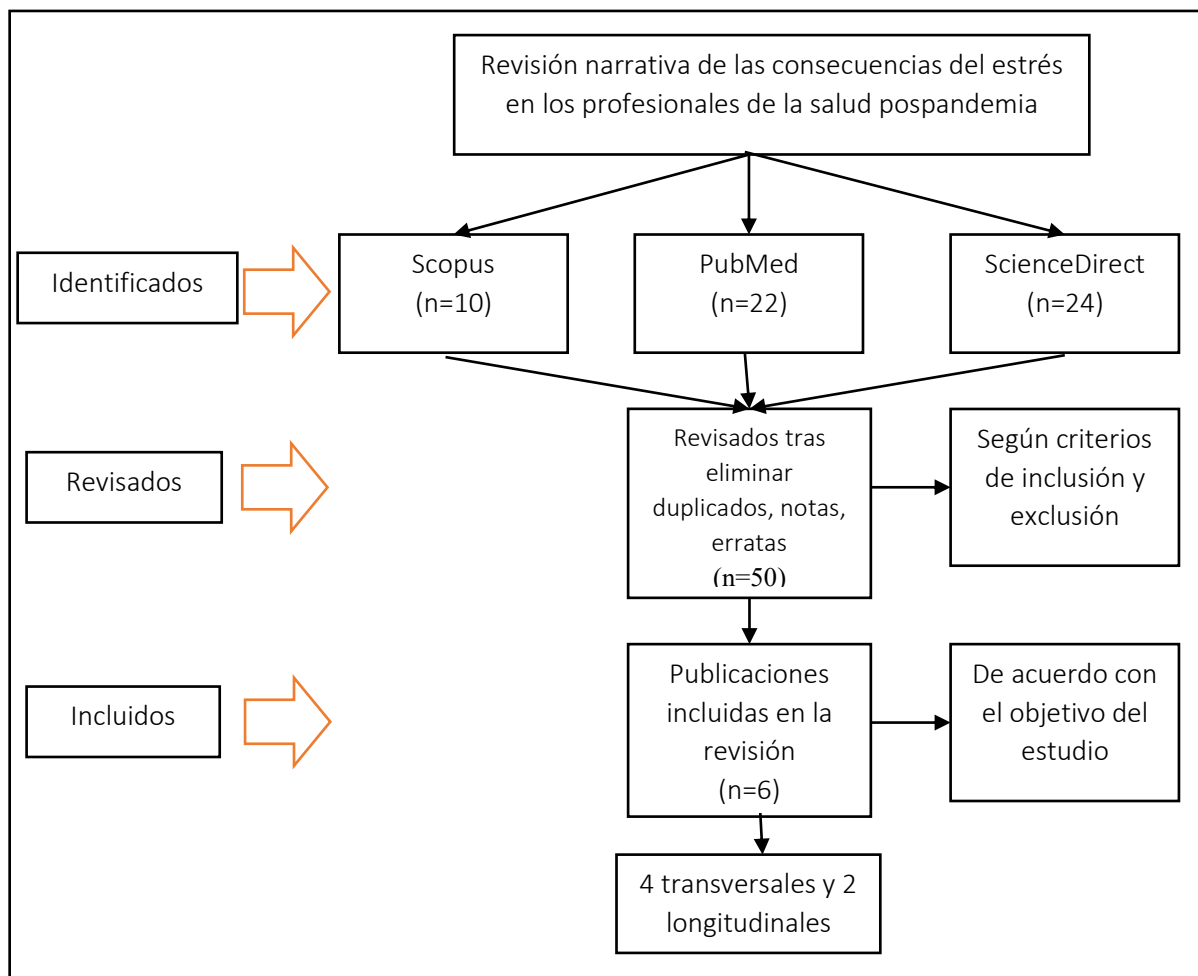 Revisión narrativa de las consecuencias del estrés
en los profesionales de la salud pospandemia
Identificados
Scopus
(n=10)
PubMed
(n=22)
ScienceDirect
(n=24)
Revisados
Revisados tras
eliminar
duplicados, notas,
erratas
(n=50)
Según criterios
de inclusión y
exclusión
Incluidos
Publicaciones
incluidas en la
revisión
(n=6)
De acuerdo con
el objetivo del
estudio
4 transversales y 2
longitudinales